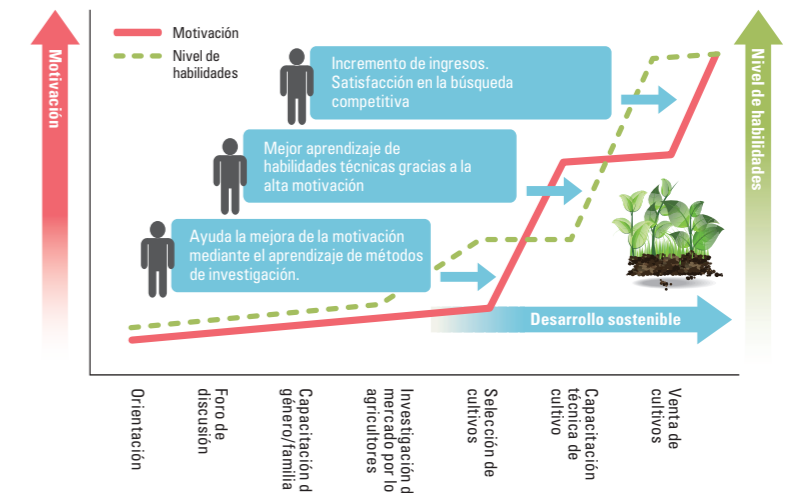 Motivación
Motivación
Nivel de
habilidades
Nivel de habilidades
Incremento de ingresos.
Satisfacción en la búsqueda
competitiva
Mejor aprendizaje de
habilidades técnicas gracias a la
alta motivación
Ayuda la mejora de la motivación
mediante el aprendizaje de métodos
de investigación.
Desarrollo sostenible
Orientación
Foro de
discusión
Capacitación d
género/familia
Investigación d
mercado por lo
agricultores
Selección de
cultivos
Capacitación
técnica de
cultivo
Venta de
cultivos